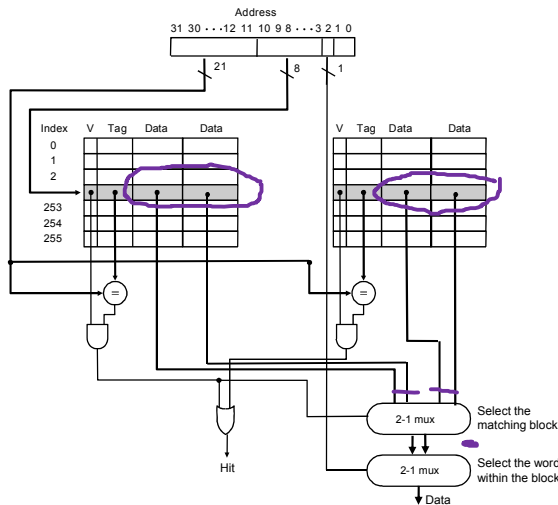 Address
31 30 ···12 11 10 9 8 ···3 2 1 0
21 8 1
Index V Tag Data Data V Tag Data Data
0
1
2
253
254
255
= =
2-1 mux Select the
matching block
2-1 mux Select the word
within the block
Hit
Data